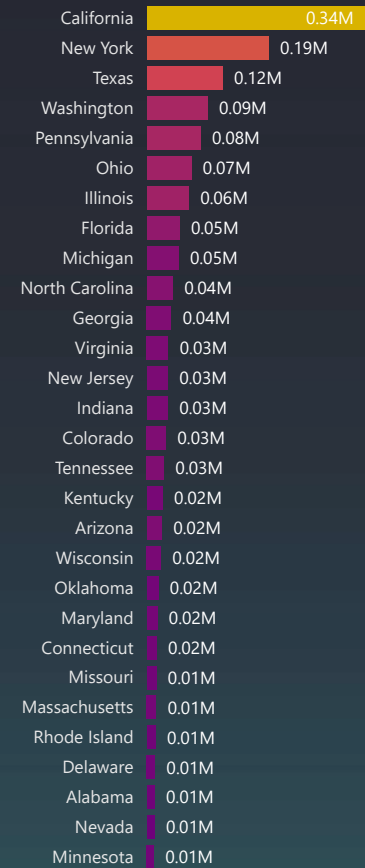 California 0.34M
New York 0.19M
Texas 0.12M
Washington 0.09M
Pennsylvania 0.08M
Ohio 0.07M
Illinois 0.06M
Florida 0.05M
Michigan 0.05M
North Carolina 0.04M
Georgia 0.04M
Virginia 0.03M
New Jersey 0.03M
Indiana 0.03M
Colorado 0.03M
Tennessee 0.03M
Kentucky 0.02M
Arizona 0.02M
Wisconsin 0.02M
Oklahoma 0.02M
Maryland 0.02M
Connecticut 0.02M
Missouri 0.01M
Massachusetts 0.01M
Rhode Island 0.01M
Delaware 0.01M
Alabama 0.01M
Nevada 0.01M
Minnesota 0.01M